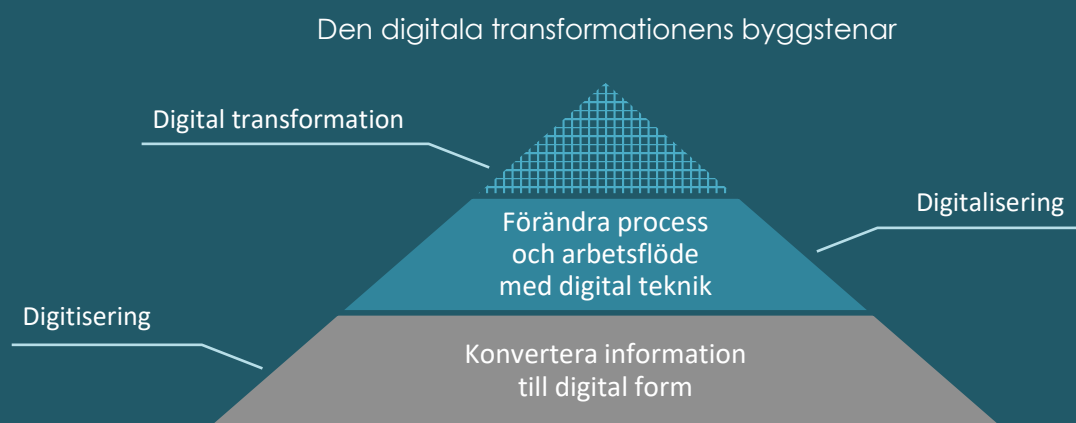 Den digitala transformationens byggstenar
Digital transformation
Digitalisering
Förändra process
och arbetsflöde
med digital teknik
Digitisering
Konvertera information
till digital form